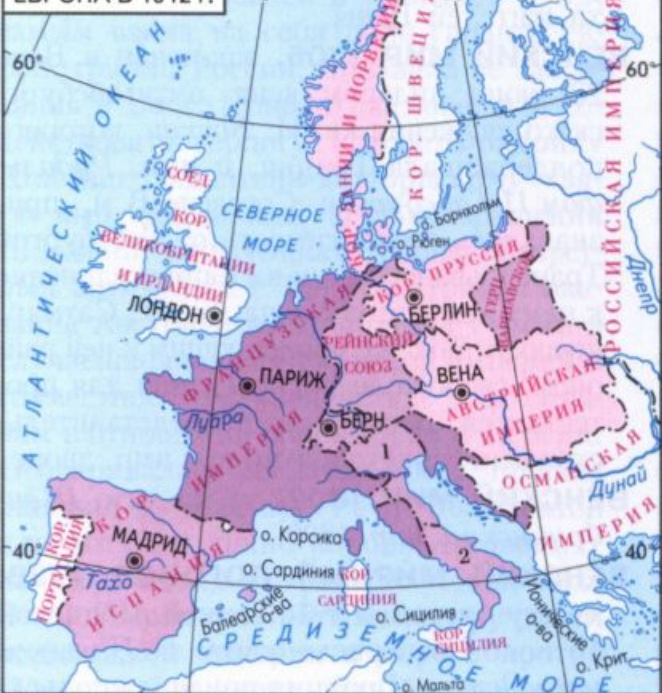 ЕВРОПА В 1812 г.
60°
60°
АТЛАНТИЧЕСКИЙ ОКЕАН
КОР. ДАНИИ И НОРВЕГИИ
КОР. ШВЕЦИЯ
РОССИЙСКАЯ ИМПЕРИЯ
СОЕД.
КОР.
ВЕЛИКОБРИТАНИИ
И ИРЛАНДИИ
СЕВЕРНОЕ
МОРЕ
о. Борнхольм
о. Рюген
КОР. ПРУССИЯ
ГЕРЦ. ВАРШАВСКОЕ
Днепр
ЛОНДОН
БЕРЛИН
РЕЙНСКИЙ
СОЮЗ
ФРАНЦУЗСКАЯ
ИМПЕРИЯ
ПАРИЖ
ВЕНА
АВСТРИЙСКАЯ
ИМПЕРИЯ
Луара
БЕРН
1
ОСМАНСКАЯ
ИМПЕРИЯ
Дунай
КОР.
ИСПАНИЯ
КОР.
ПОРТУГАЛИЯ
МАДРИД
Тахо
40°
40°
о. Корсика
2
о. Сардиния
КОР.
САРДИНИЯ
Балеарские
о-ва
о. Сицилия
КОР.
СИЦИЛИЯ
Ионические
о-ва
о. Крит
СРЕДИЗЕМНОЕ МОРЕ
о. Мальта